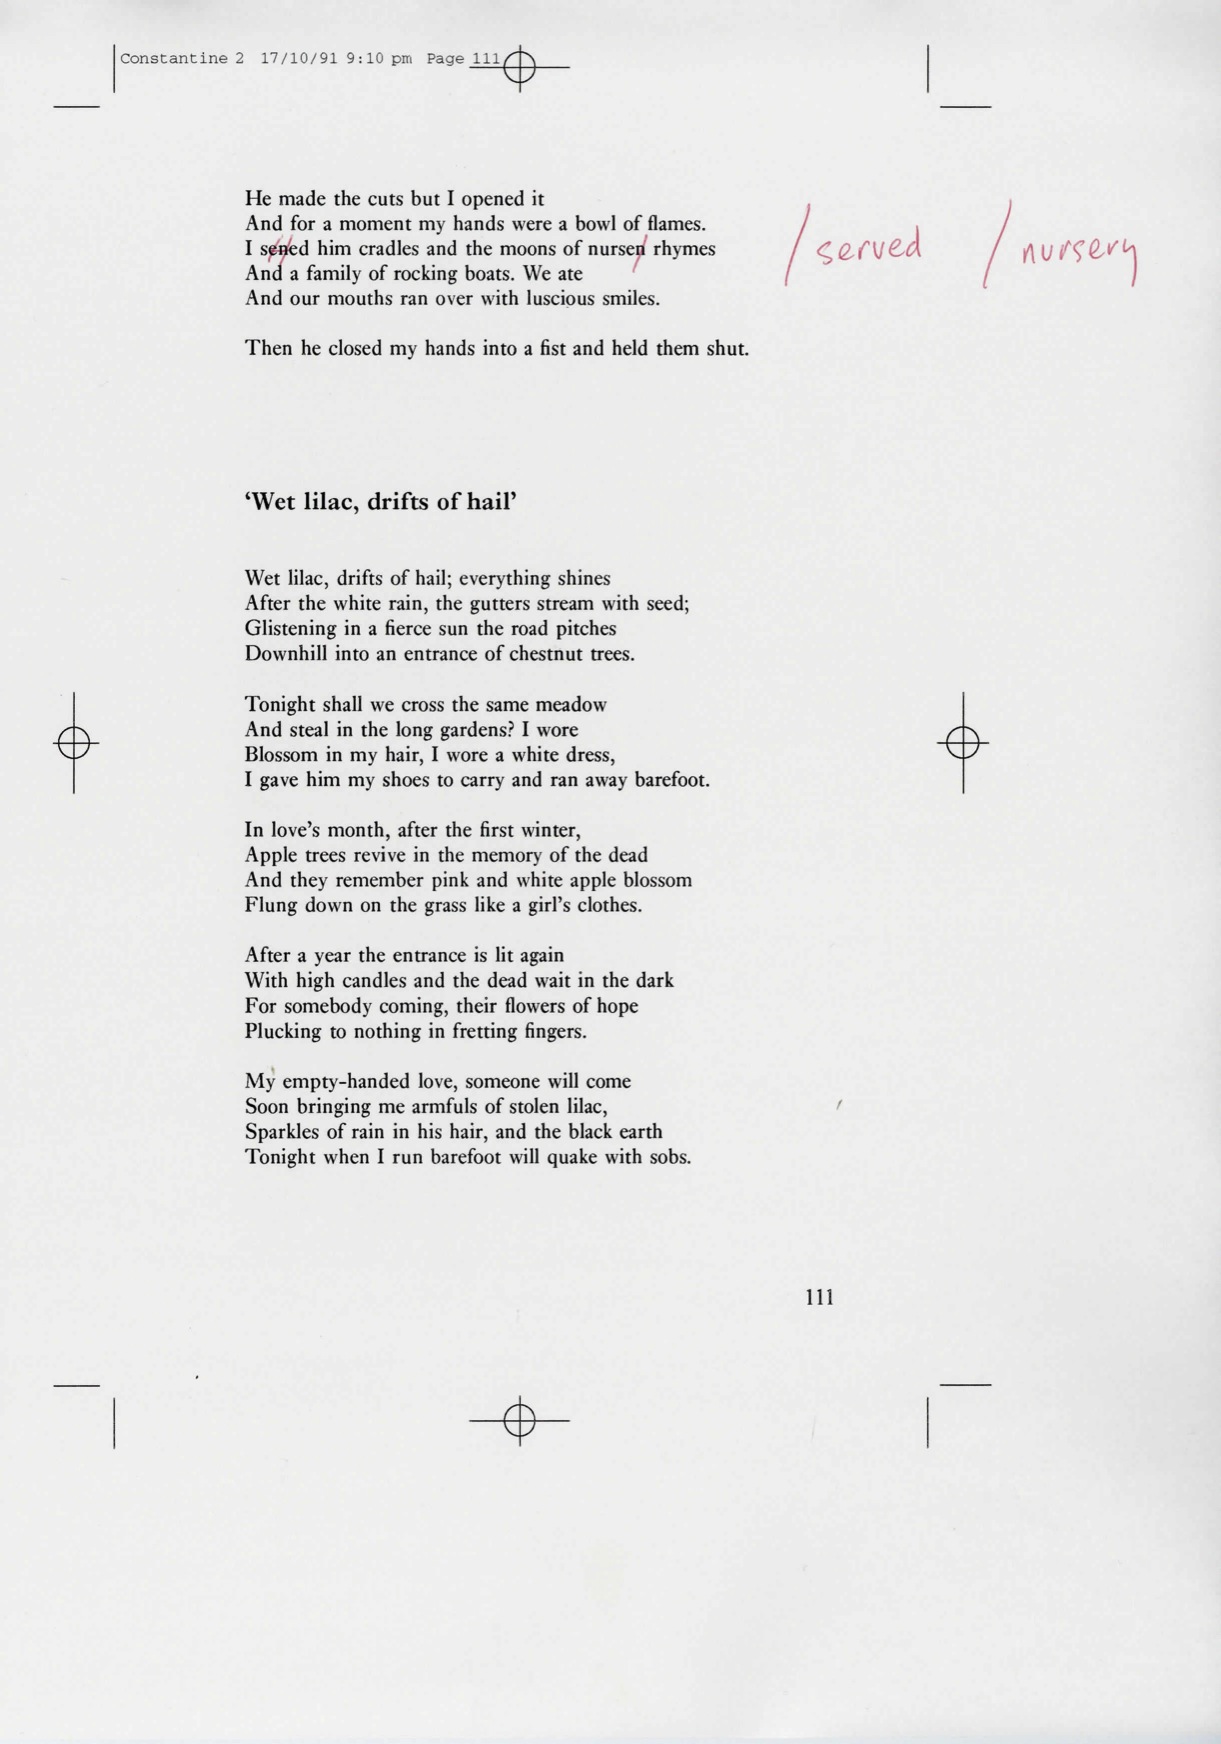 Constantine 2 17/10/91 9:10 pm Page 111
He made the cuts but I opened it
And for a moment my hands were a bowl of flames.
I sened him cradles and the moons of nursen rhymes / served / nursery
And a family of rocking boats. We ate
And our mouths ran over with luscious smiles.
Then he closed my hands into a fist and held them shut.
‘Wet lilac, drifts of hail’
Wet lilac, drifts of hail; everything shines
After the white rain, the gutters stream with seed;
Glistening in a fierce sun the road pitches
Downhill into an entrance of chestnut trees.
Tonight shall we cross the same meadow
And steal in the long gardens? I wore
Blossom in my hair, I wore a white dress,
I gave him my shoes to carry and ran away barefoot.
In love’s month, after the first winter,
Apple trees revive in the memory of the dead
And they remember pink and white apple blossom
Flung down on the grass like a girl’s clothes.
After a year the entrance is lit again
With high candles and the dead wait in the dark
For somebody coming, their flowers of hope
Plucking to nothing in fretting fingers.
My empty-handed love, someone will come
Soon bringing me armfuls of stolen lilac,
Sparkles of rain in his hair, and the black earth
Tonight when I run barefoot will quake with sobs.
111